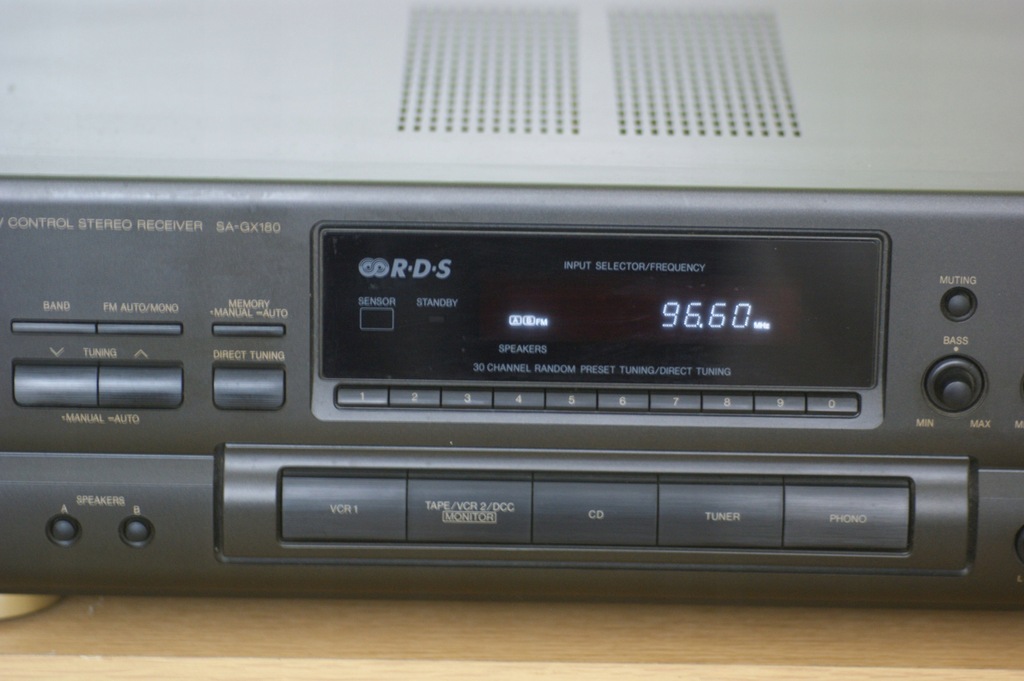 CONTROL STEREO RECEIVER SA-GX180
R·D·S
INPUT SELECTOR/FREQUENCY
SENSOR STANDBY
A B FM
96.60 MHz
SPEAKERS
30 CHANNEL RANDOM PRESET TUNING/DIRECT TUNING
1 2 3 4 5 6 7 8 9 0
BAND FM AUTO/MONO
MEMORY
-MANUAL =AUTO
TUNING
DIRECT TUNING
-MANUAL =AUTO
MUTING
BASS
MIN MAX
SPEAKERS
A B
VCR 1
TAPE/VCR 2/DCC
MONITOR
CD
TUNER
PHONO